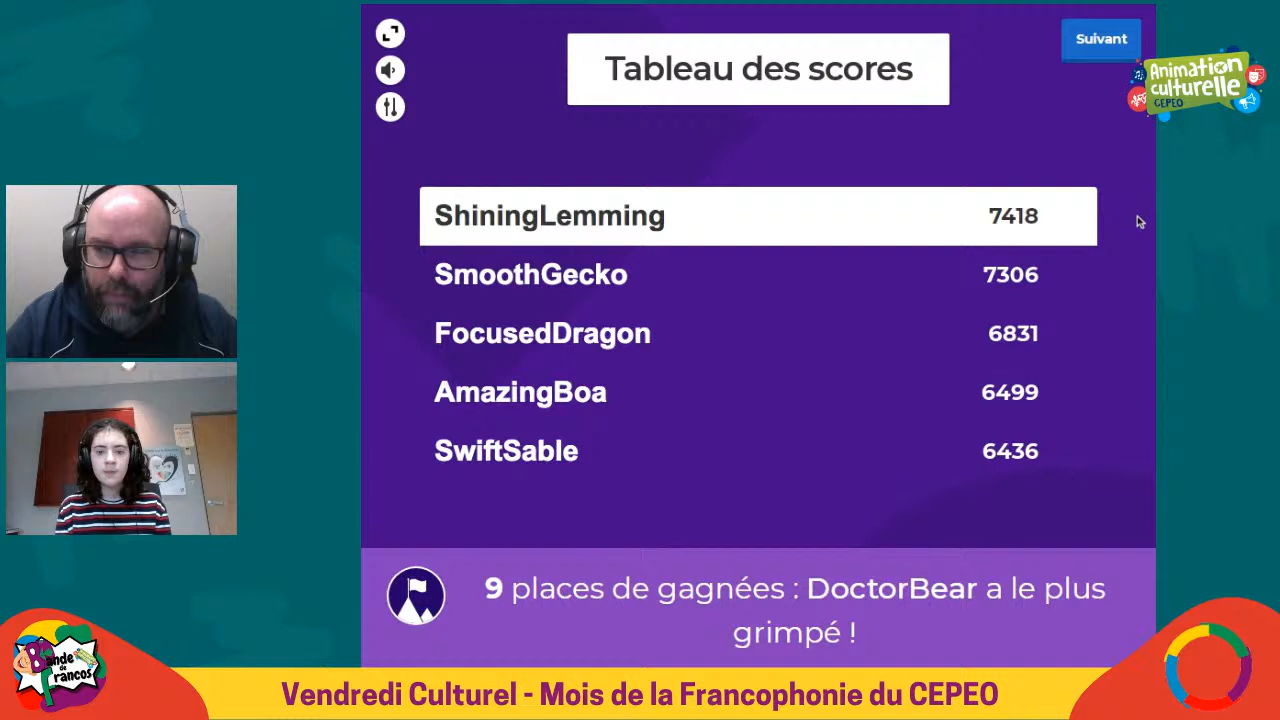 Tableau des scores
Suivant
Animation
culturelle
CEPEO
ShiningLemming 7418
SmoothGecko 7306
FocusedDragon 6831
AmazingBoa 6499
SwiftSable 6436
9 places de gagnées : DoctorBear a le plus
grimpé !
Bande
de
Francos
Vendredi Culturel - Mois de la Francophonie du CEPEO